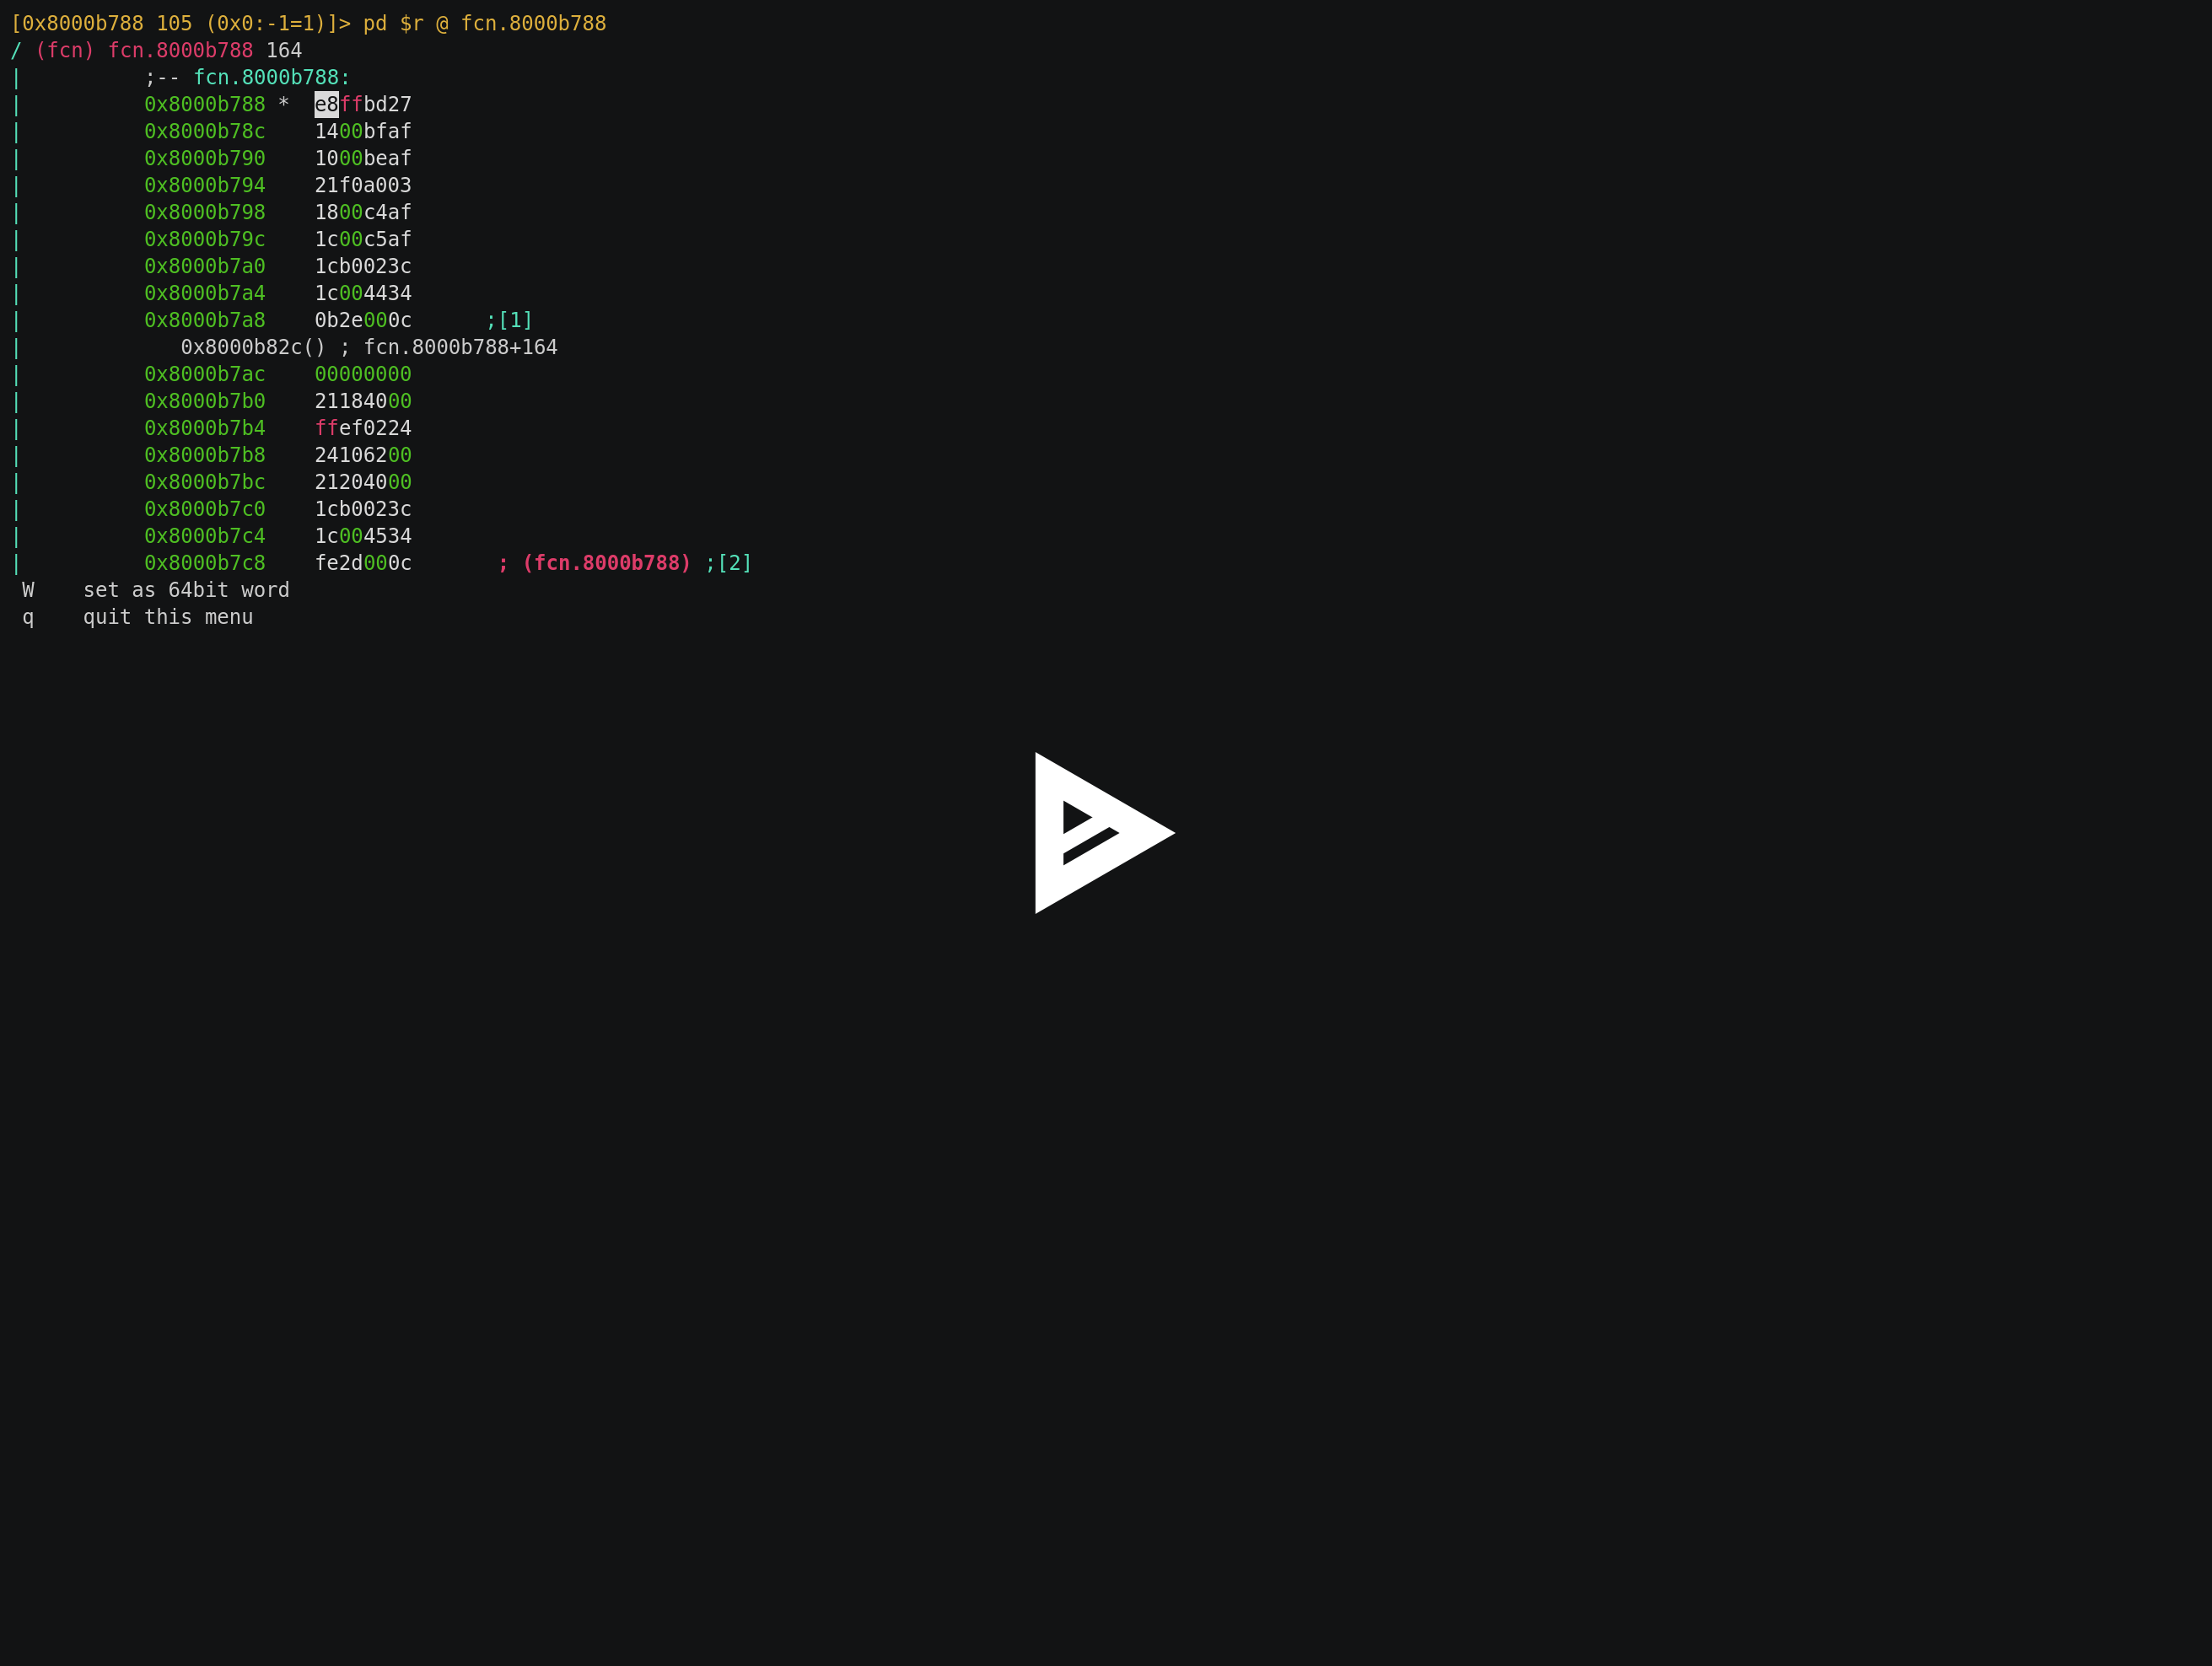 [0x8000b788 105 (0x0:-1=1)]> pd $r @ fcn.8000b788
/ (fcn) fcn.8000b788 164
|          ;-- fcn.8000b788:
|          0x8000b788 *  e8ffbd27
|          0x8000b78c    1400bfaf
|          0x8000b790    1000beaf
|          0x8000b794    21f0a003
|          0x8000b798    1800c4af
|          0x8000b79c    1c00c5af
|          0x8000b7a0    1cb0023c
|          0x8000b7a4    1c004434
|          0x8000b7a8    0b2e000c      ;[1]
|             0x8000b82c() ; fcn.8000b788+164
|          0x8000b7ac    00000000
|          0x8000b7b0    21184000
|          0x8000b7b4    ffef0224
|          0x8000b7b8    24106200
|          0x8000b7bc    21204000
|          0x8000b7c0    1cb0023c
|          0x8000b7c4    1c004534
|          0x8000b7c8    fe2d000c       ; (fcn.8000b788) ;[2]
 W    set as 64bit word
 q    quit this menu